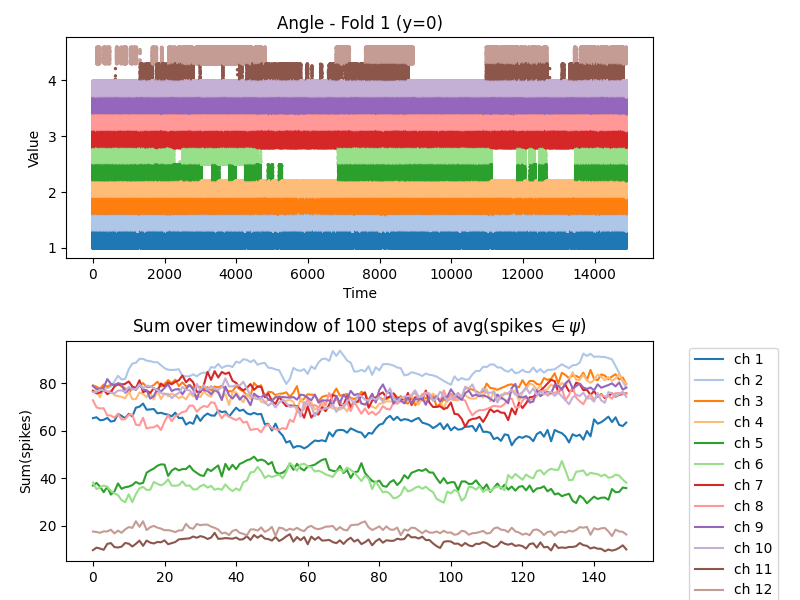 Angle - Fold 1 (y=0)
Value
4
3
2
1
0 2000 4000 6000 8000 10000 12000 14000
Time
Sum over timewindow of 100 steps of avg(spikes ∈ψ)
Sum(spikes)
80
60
40
20
0 20 40 60 80 100 120 140
ch 1
ch 2
ch 3
ch 4
ch 5
ch 6
ch 7
ch 8
ch 9
ch 10
ch 11
ch 12